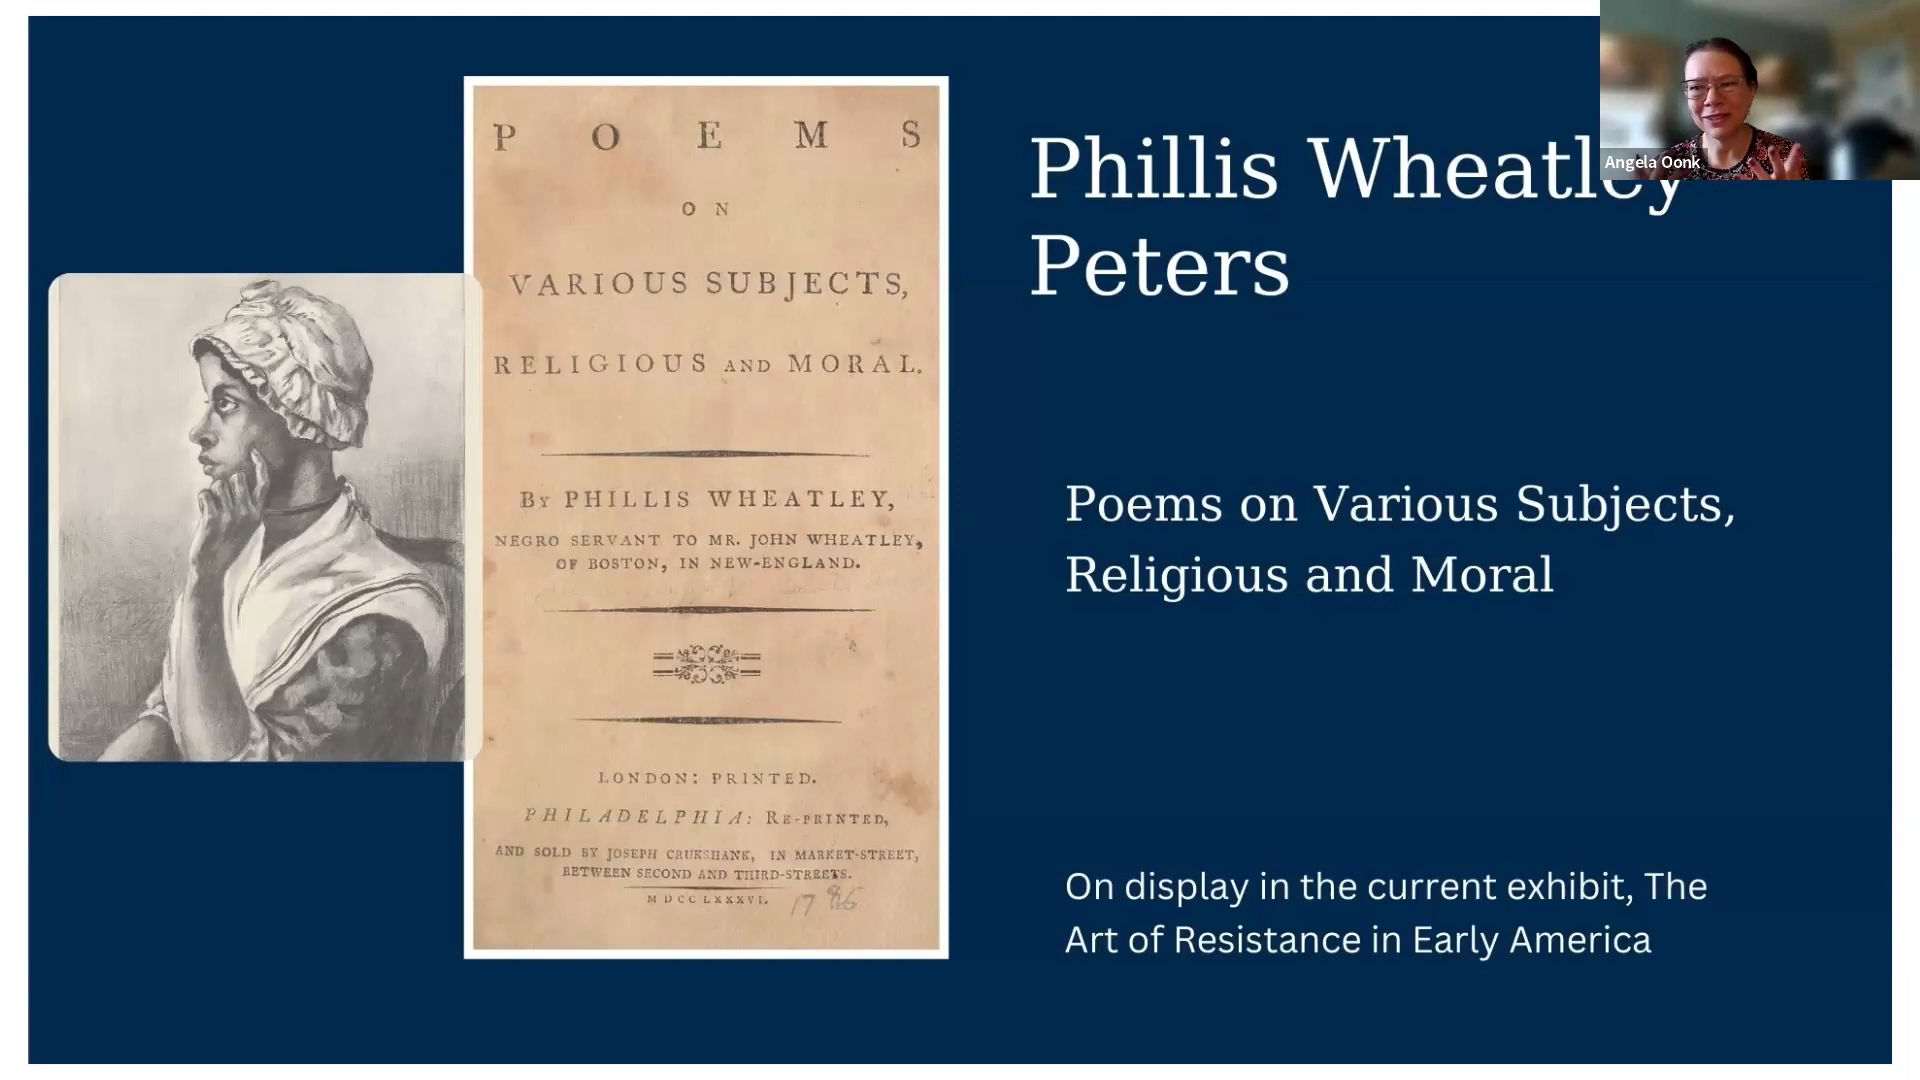 POEMS
ON
VARIOUS SUBJECTS,
RELIGIOUS AND MORAL.
By PHILLIS WHEATLEY,
NEGRO SERVANT TO MR. JOHN WHEATLEY,
OF BOSTON, IN NEW-ENGLAND.
LONDON: PRINTED.
PHILADELPHIA: RE-PRINTED,
AND SOLD BY JOSEPH CRUKSHANK, IN MARKET-STREET,
BETWEEN SECOND AND THIRD-STREETS.
MDCCLXXXVI.
1786
Phillis Wheatley
Peters
Poems on Various Subjects,
Religious and Moral
On display in the current exhibit, The
Art of Resistance in Early America
Angela Oonk